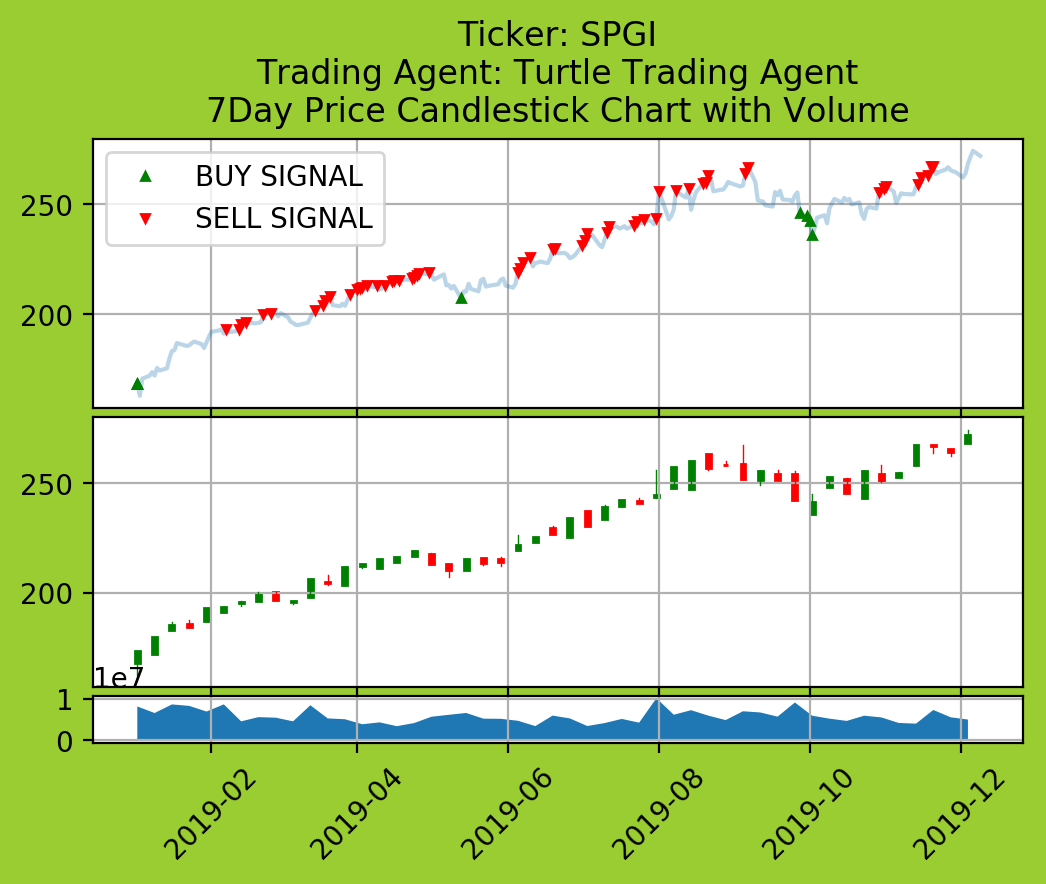 Ticker: SPGI
Trading Agent: Turtle Trading Agent
7Day Price Candlestick Chart with Volume
BUY SIGNAL
SELL SIGNAL
250
200
250
200
1e7
1
0
2019-02
2019-04
2019-06
2019-08
2019-10
2019-12